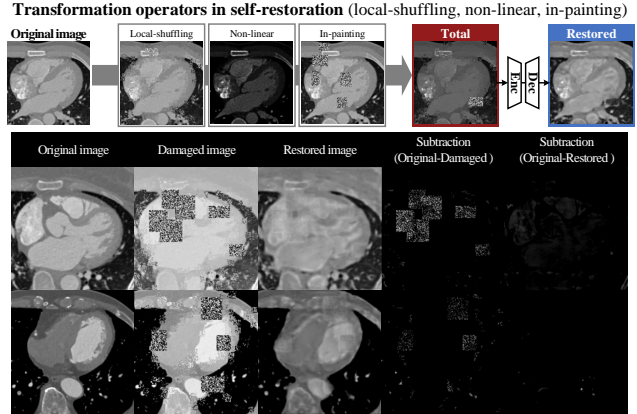 Transformation operators in self-restoration (local-shuffling, non-linear, in-painting)
Original image
Local-shuffling
Non-linear
In-painting
Total
Restored
Enc
Dec
Original image
Damaged image
Restored image
Subtraction
(Original-Damaged )
Subtraction
(Original-Restored )